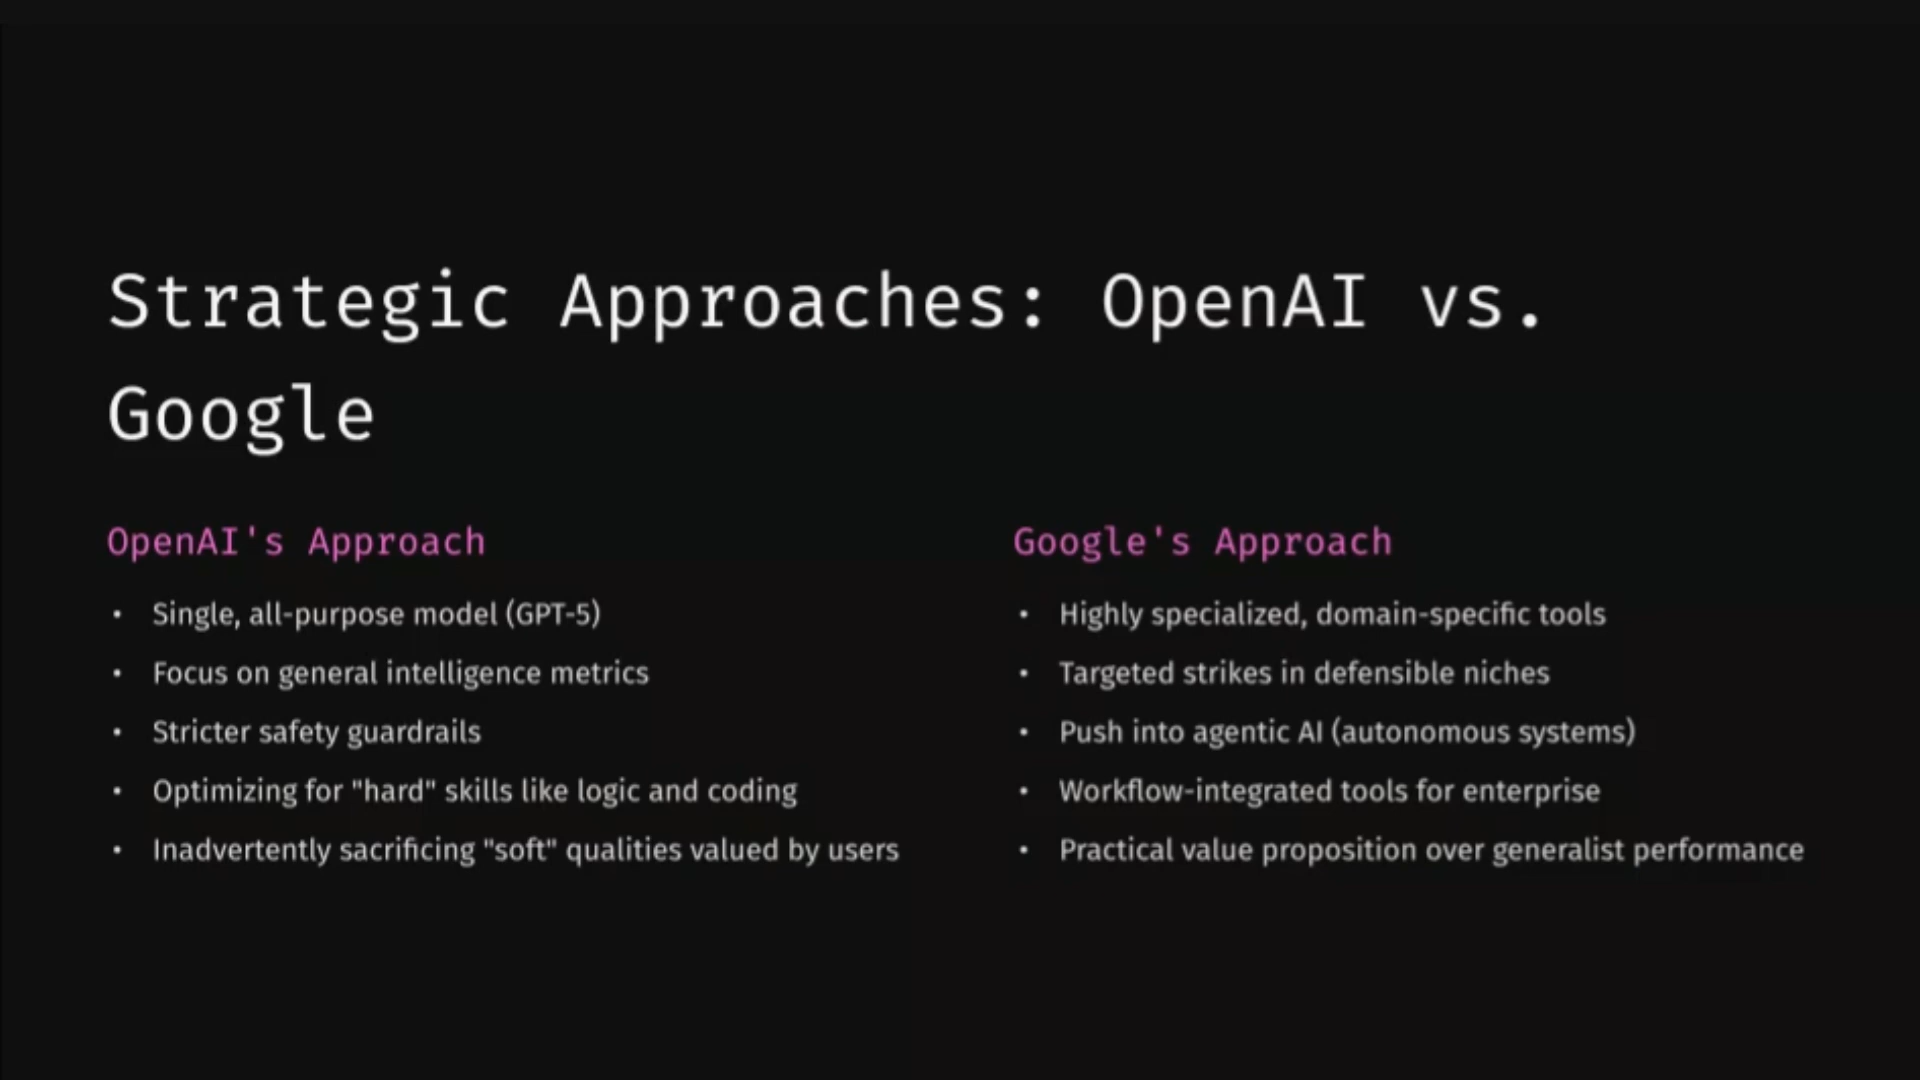 Strategic Approaches: OpenAI vs.
Google
OpenAI's Approach
• Single, all-purpose model (GPT-5)
• Focus on general intelligence metrics
• Stricter safety guardrails
• Optimizing for "hard" skills like logic and coding
• Inadvertently sacrificing "soft" qualities valued by users
Google's Approach
• Highly specialized, domain-specific tools
• Targeted strikes in defensible niches
• Push into agentic AI (autonomous systems)
• Workflow-integrated tools for enterprise
• Practical value proposition over generalist performance